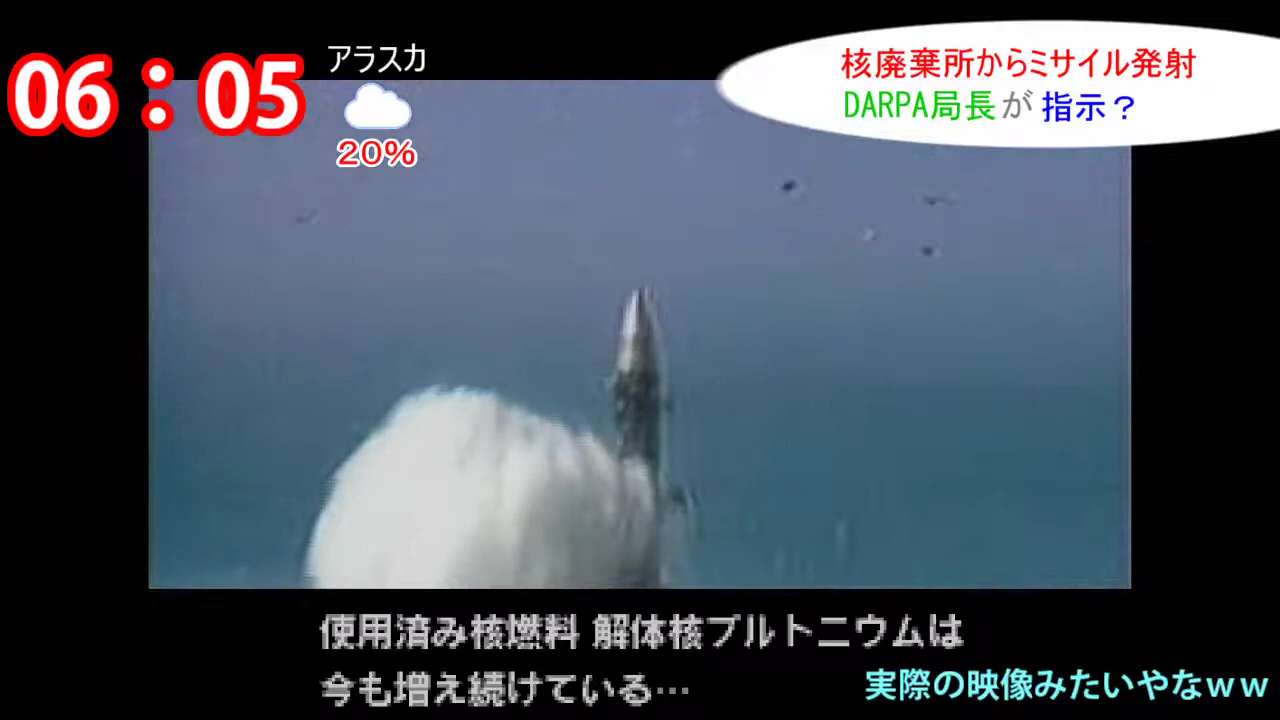 06:05
アラスカ
20%
核廃棄所からミサイル発射
DARPA局長が 指示？
使用済み核燃料 解体核プルトニウムは
今も増え続けている…
実際の映像みたいやなｗｗ